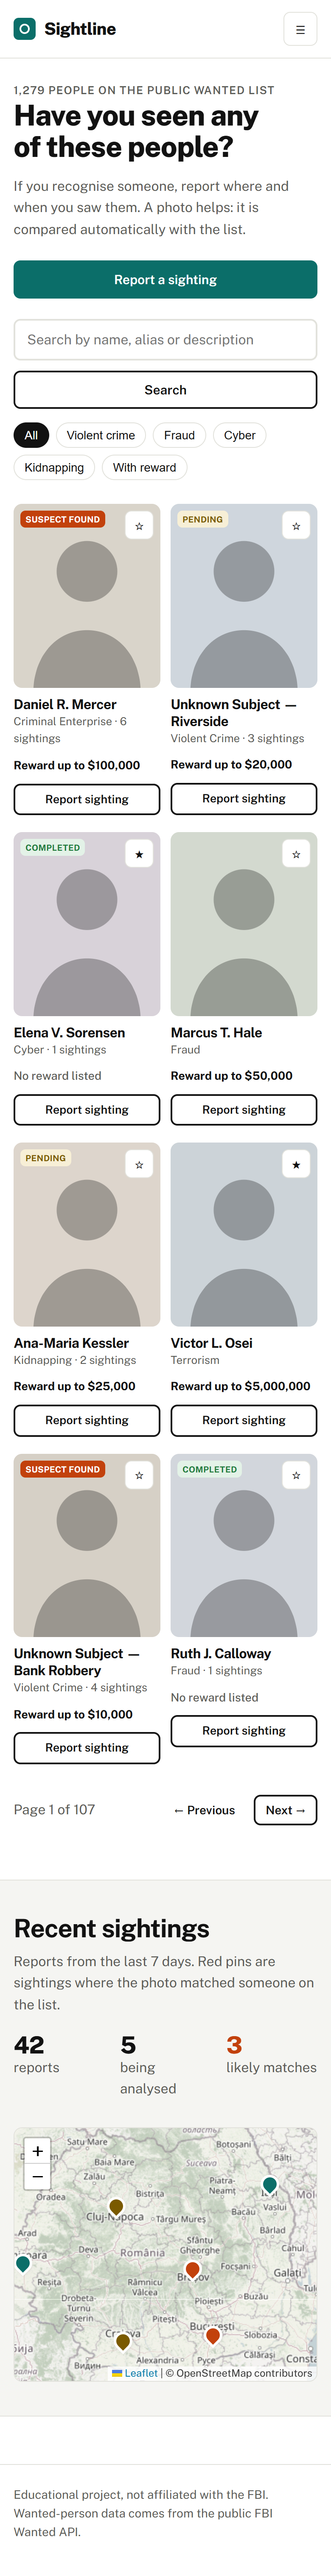 Sightline
☰
1,279 PEOPLE ON THE PUBLIC WANTED LIST
Have you seen any
of these people?
If you recognise someone, report where and
when you saw them. A photo helps: it is
compared automatically with the list.
Report a sighting
Search by name, alias or description
Search
All
Violent crime
Fraud
Cyber
Kidnapping
With reward
SUSPECT FOUND
☆
Daniel R. Mercer
Criminal Enterprise · 6
sightings
Reward up to $100,000
Report sighting
PENDING
☆
Unknown Subject —
Riverside
Violent Crime · 3 sightings
Reward up to $20,000
Report sighting
COMPLETED
★
Elena V. Sorensen
Cyber · 1 sightings
No reward listed
Report sighting
☆
Marcus T. Hale
Fraud
Reward up to $50,000
Report sighting
PENDING
☆
Ana-Maria Kessler
Kidnapping · 2 sightings
Reward up to $25,000
Report sighting
★
Victor L. Osei
Terrorism
Reward up to $5,000,000
Report sighting
SUSPECT FOUND
☆
Unknown Subject —
Bank Robbery
Violent Crime · 4 sightings
Reward up to $10,000
Report sighting
COMPLETED
☆
Ruth J. Calloway
Fraud · 1 sightings
No reward listed
Report sighting
Page 1 of 107
← Previous
Next →
Recent sightings
Reports from the last 7 days. Red pins are
sightings where the photo matched someone on
the list.
42
reports
5
being
analysed
3
likely matches
+
−
Satu Mare
Botoșani
Baia Mare
Suceava
Bălți
Zalău
Oradea
Bistrița
Piatra-
Neamț
Cluj-Napoca
Târgu Mureș
Bacău
Vaslui
Arad
Bârlad
Cahul
Deva
România
Sfântu
Gheorghe
Focșani
Galați
Reșița
Râmnicu
Vâlcea
Buzău
Drobeta-
Turnu
Severin
Ploiești
Pitești
București
Slobozia
Alexandria
Видин
Русе
Leaflet | © OpenStreetMap contributors
Educational project, not affiliated with the FBI.
Wanted-person data comes from the public FBI
Wanted API.